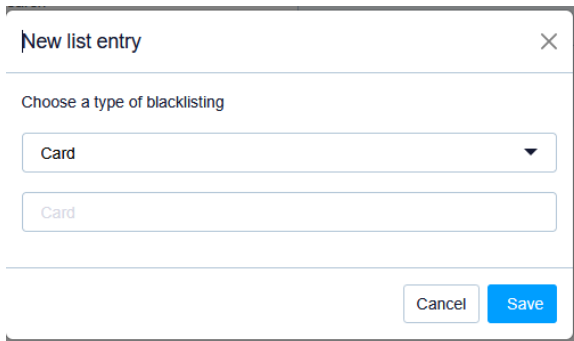 New list entry
Choose a type of blacklisting
Card
Card
Cancel Save